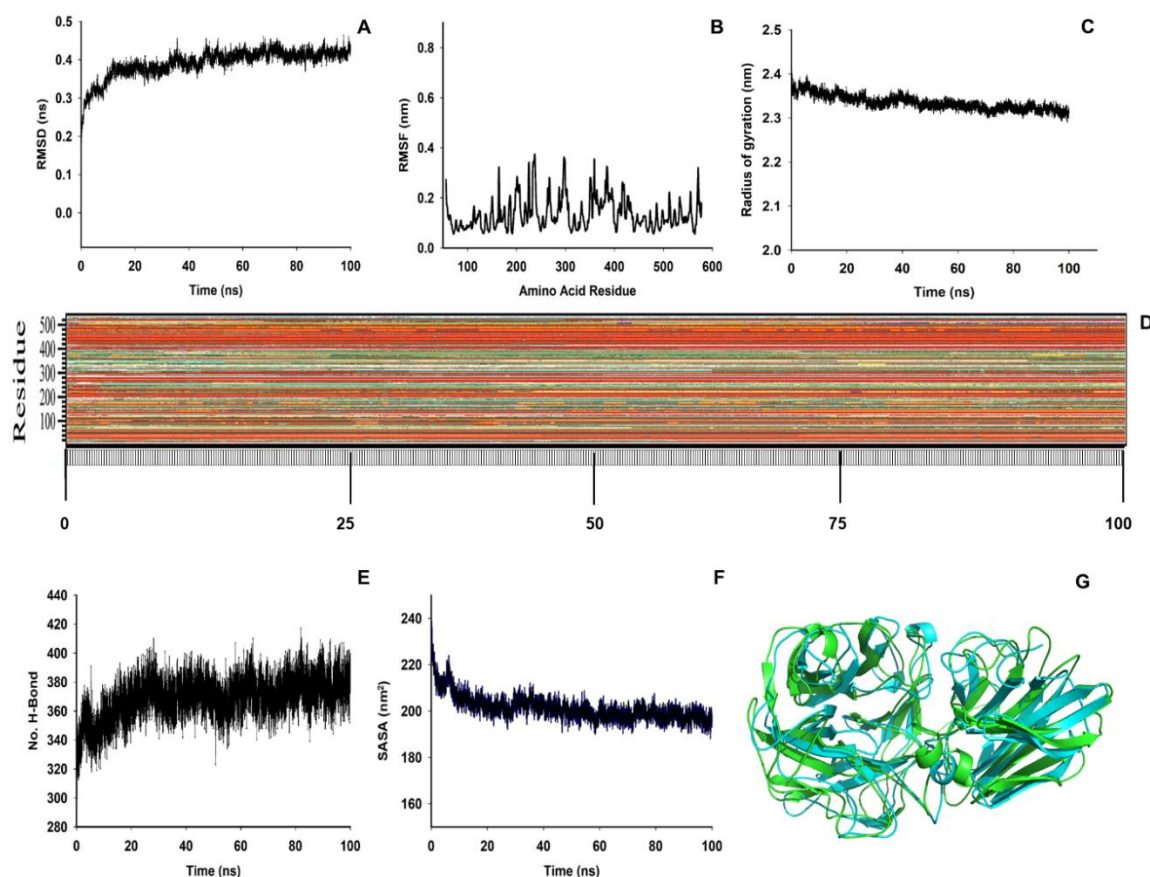 A
RMSD (ns)
0.5
0.4
0.3
0.2
0.1
0.0
0 20 40 60 80 100
Time (ns)
B
RMSF (nm)
0.8
0.6
0.4
0.2
0.0
100 200 300 400 500 600
Amino Acid Residue
C
Radius of gyration (nm)
2.5
2.4
2.3
2.2
2.1
2.0
0 20 40 60 80 100
Time (ns)
D
Residue
500
400
300
200
100
0 25 50 75 100
E
No. H-Bond
440
420
400
380
360
340
320
300
280
0 20 40 60 80 100
Time (ns)
F
SASA (nm²)
240
220
200
180
160
0 20 40 60 80 100
Time (ns)
G